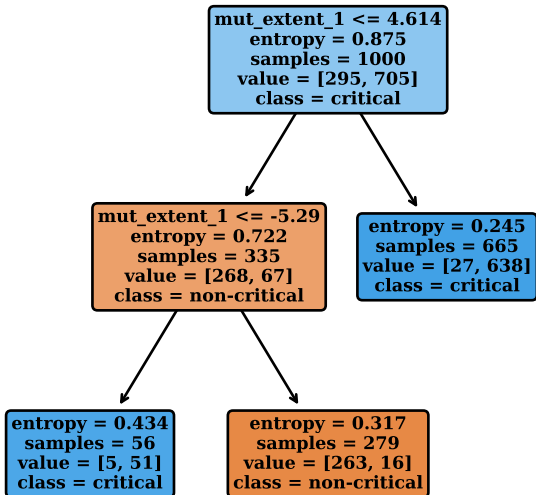 mut_extent_1 <= 4.614
entropy = 0.875
samples = 1000
value = [295, 705]
class = critical
mut_extent_1 <= -5.29
entropy = 0.722
samples = 335
value = [268, 67]
class = non-critical
entropy = 0.245
samples = 665
value = [27, 638]
class = critical
entropy = 0.434
samples = 56
value = [5, 51]
class = critical
entropy = 0.317
samples = 279
value = [263, 16]
class = non-critical